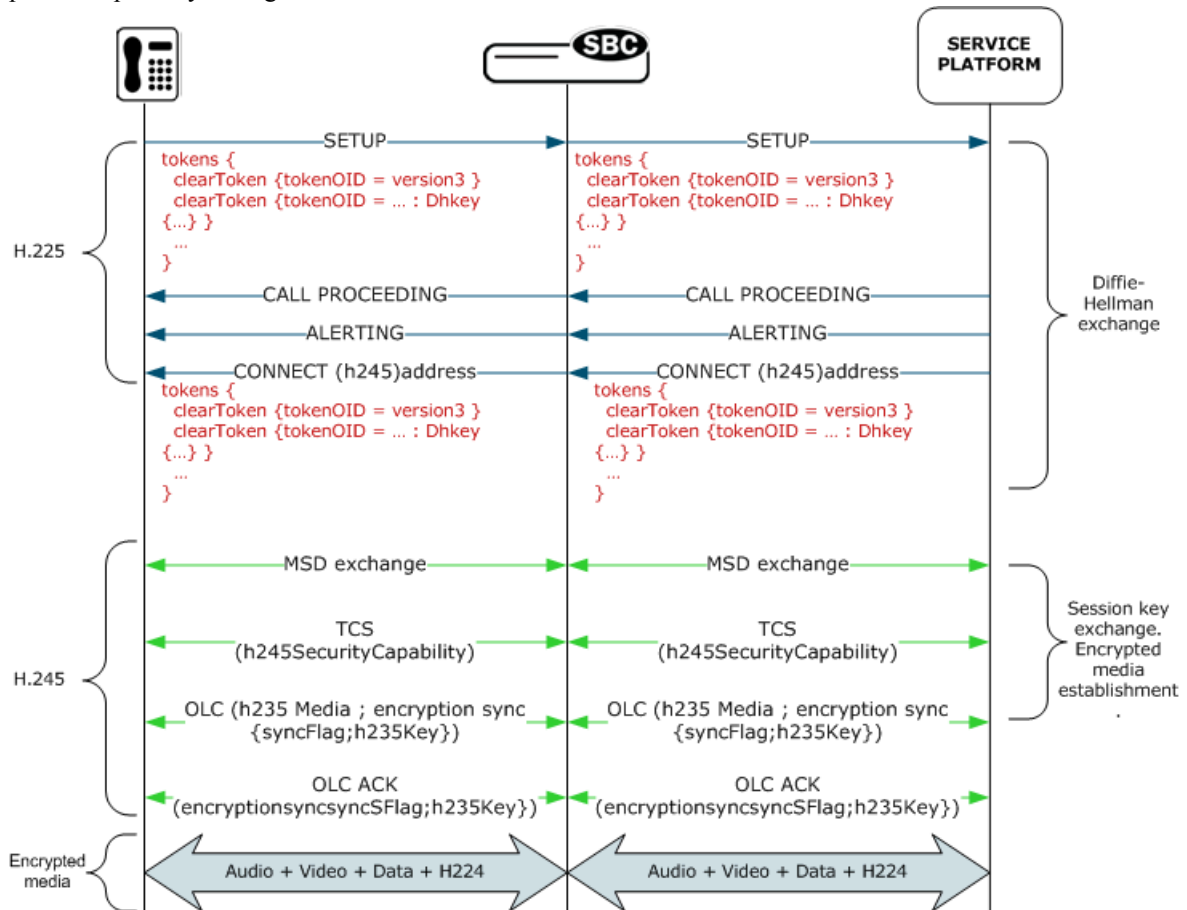 SBC
SERVICE
PLATFORM
SETUP
SETUP
tokens {
clearToken {tokenOID = version3 }
clearToken {tokenOID = ... : Dhkey
{...} }
...
}
tokens {
clearToken {tokenOID = version3 }
clearToken {tokenOID = ... : Dhkey
{...} }
...
}
H.225
CALL PROCEEDING
CALL PROCEEDING
Diffie-
Hellman
exchange
ALERTING
ALERTING
CONNECT (h245)address
CONNECT (h245)address
tokens {
clearToken {tokenOID = version3 }
clearToken {tokenOID = ... : Dhkey
{...} }
...
}
tokens {
clearToken {tokenOID = version3 }
clearToken {tokenOID = ... : Dhkey
{...} }
...
}
MSD exchange
MSD exchange
Session key
exchange.
Encrypted
media
establishment
.
TCS
(h245SecurityCapability)
TCS
(h245SecurityCapability)
H.245
OLC (h235 Media ; encryption sync
{syncFlag;h235Key})
OLC (h235 Media ; encryption sync
{syncFlag;h235Key})
OLC ACK
(encryptionsyncsyncSFlag;h235Key})
OLC ACK
(encryptionsyncsyncSFlag;h235Key})
Encrypted
media
Audio + Video + Data + H224
Audio + Video + Data + H224